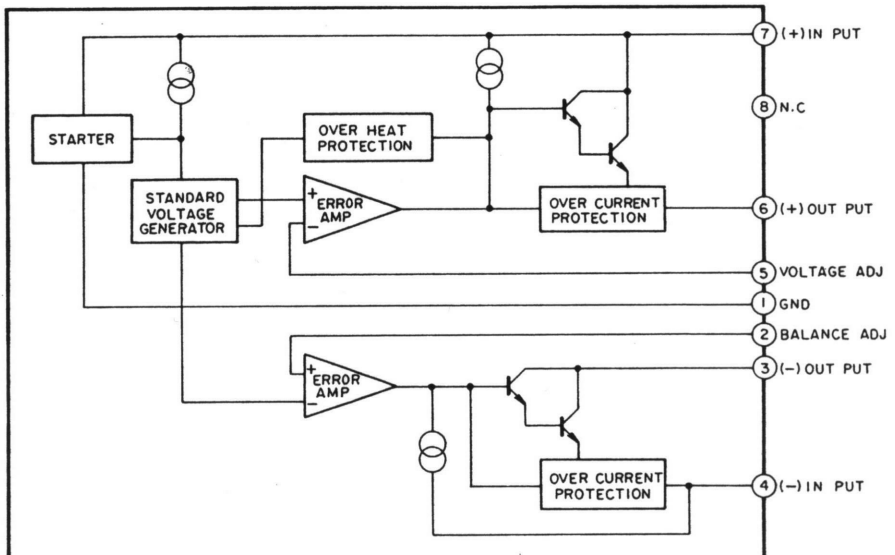 7 (+)IN PUT
8 N.C
STARTER
OVER HEAT
PROTECTION
STANDARD
VOLTAGE
GENERATOR
+
ERROR
AMP
−
OVER CURRENT
PROTECTION
6 (+) OUT PUT
5 VOLTAGE ADJ
1 GND
2 BALANCE ADJ
+
ERROR
AMP
−
3 (−) OUT PUT
OVER CURRENT
PROTECTION
4 (−)IN PUT